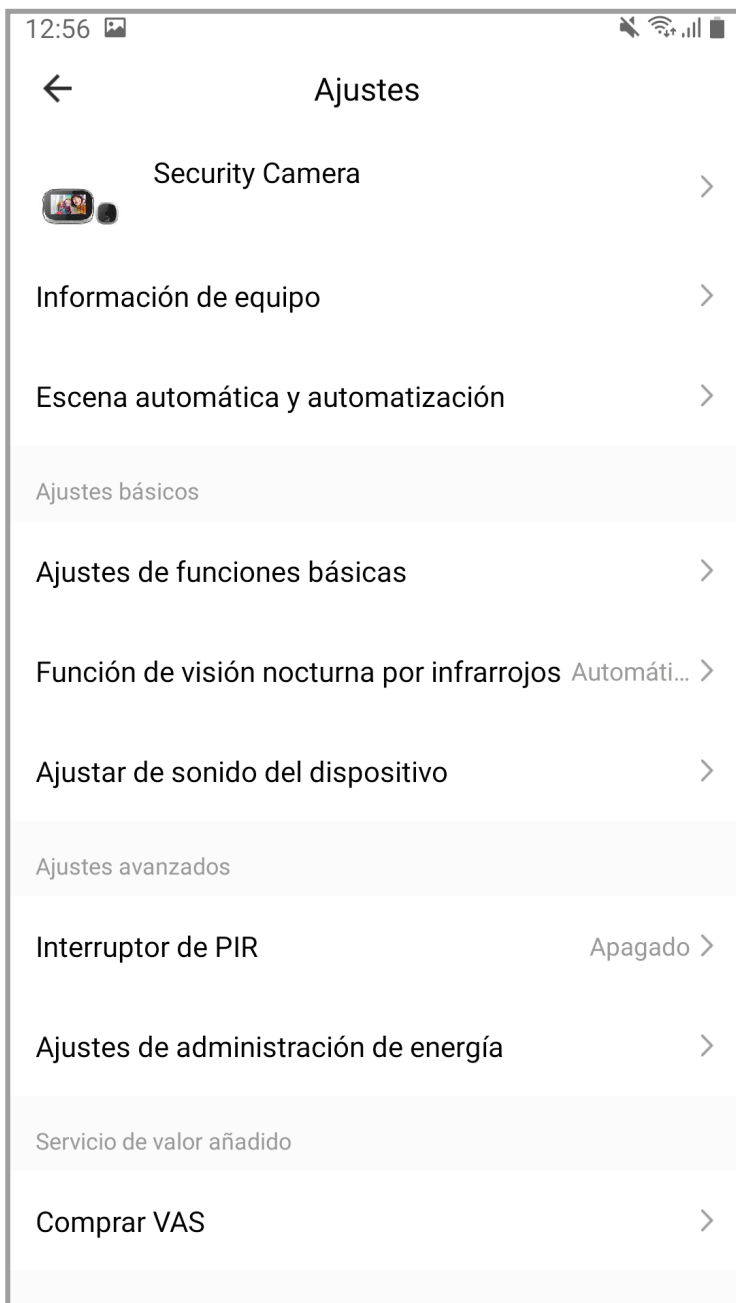 12:56
Ajustes
Security Camera
Información de equipo
Escena automática y automatización
Ajustes básicos
Ajustes de funciones básicas
Función de visión nocturna por infrarrojos Automáti...
Ajustar de sonido del dispositivo
Ajustes avanzados
Interruptor de PIR Apagado
Ajustes de administración de energía
Servicio de valor añadido
Comprar VAS